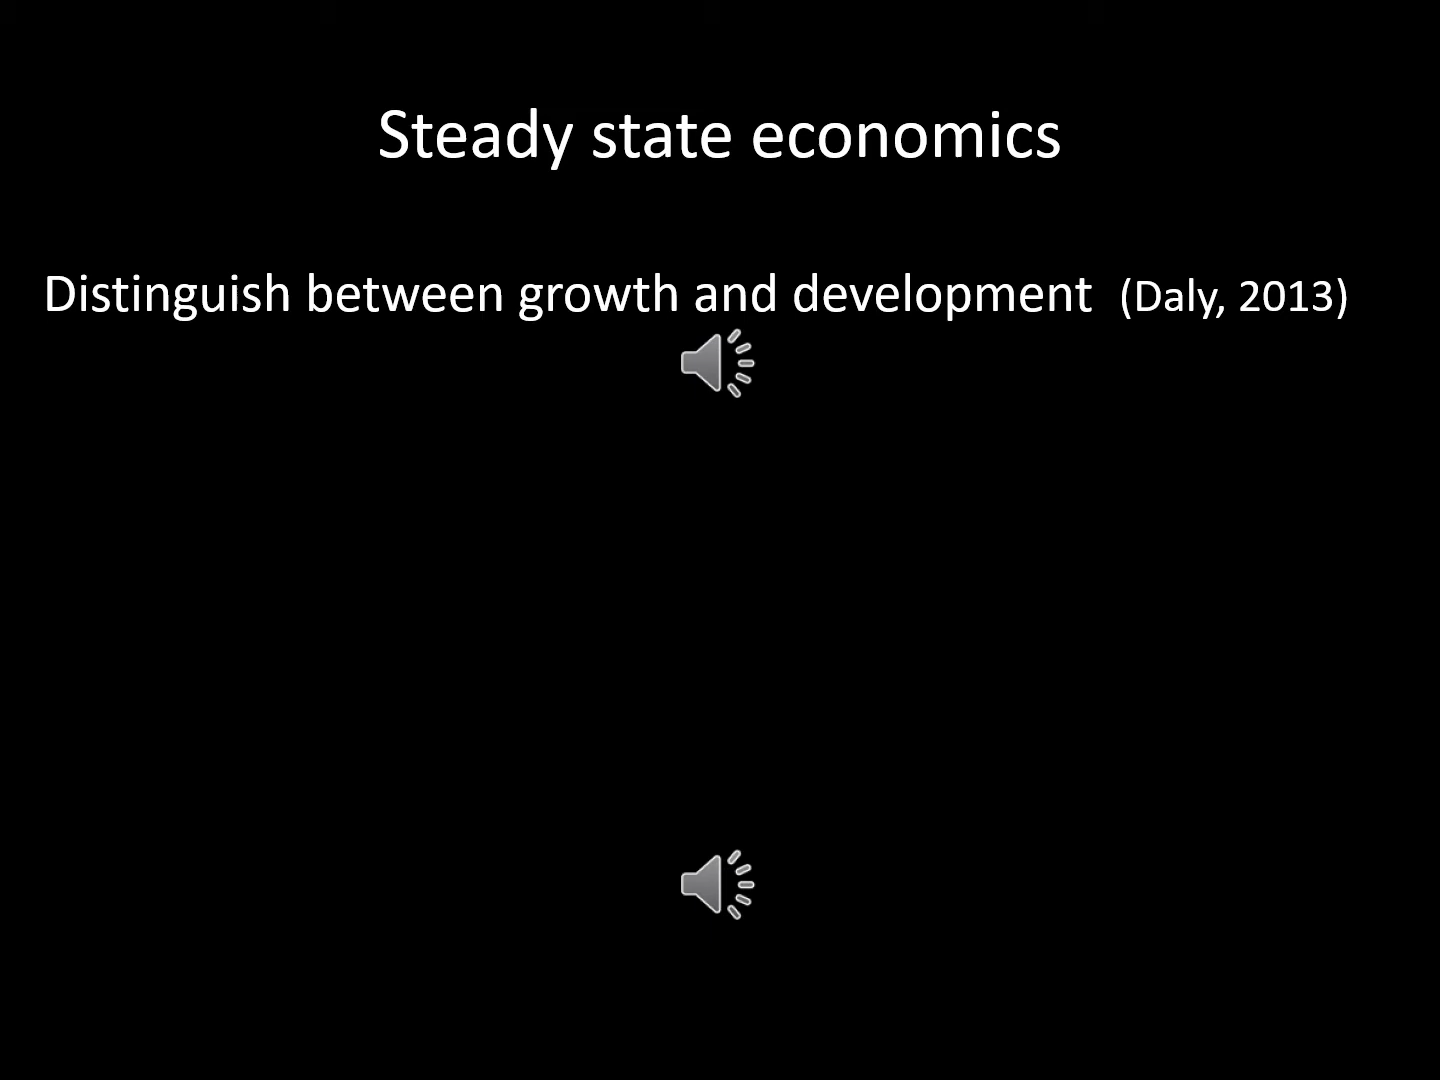 Steady state economics
Distinguish between growth and development (Daly, 2013)